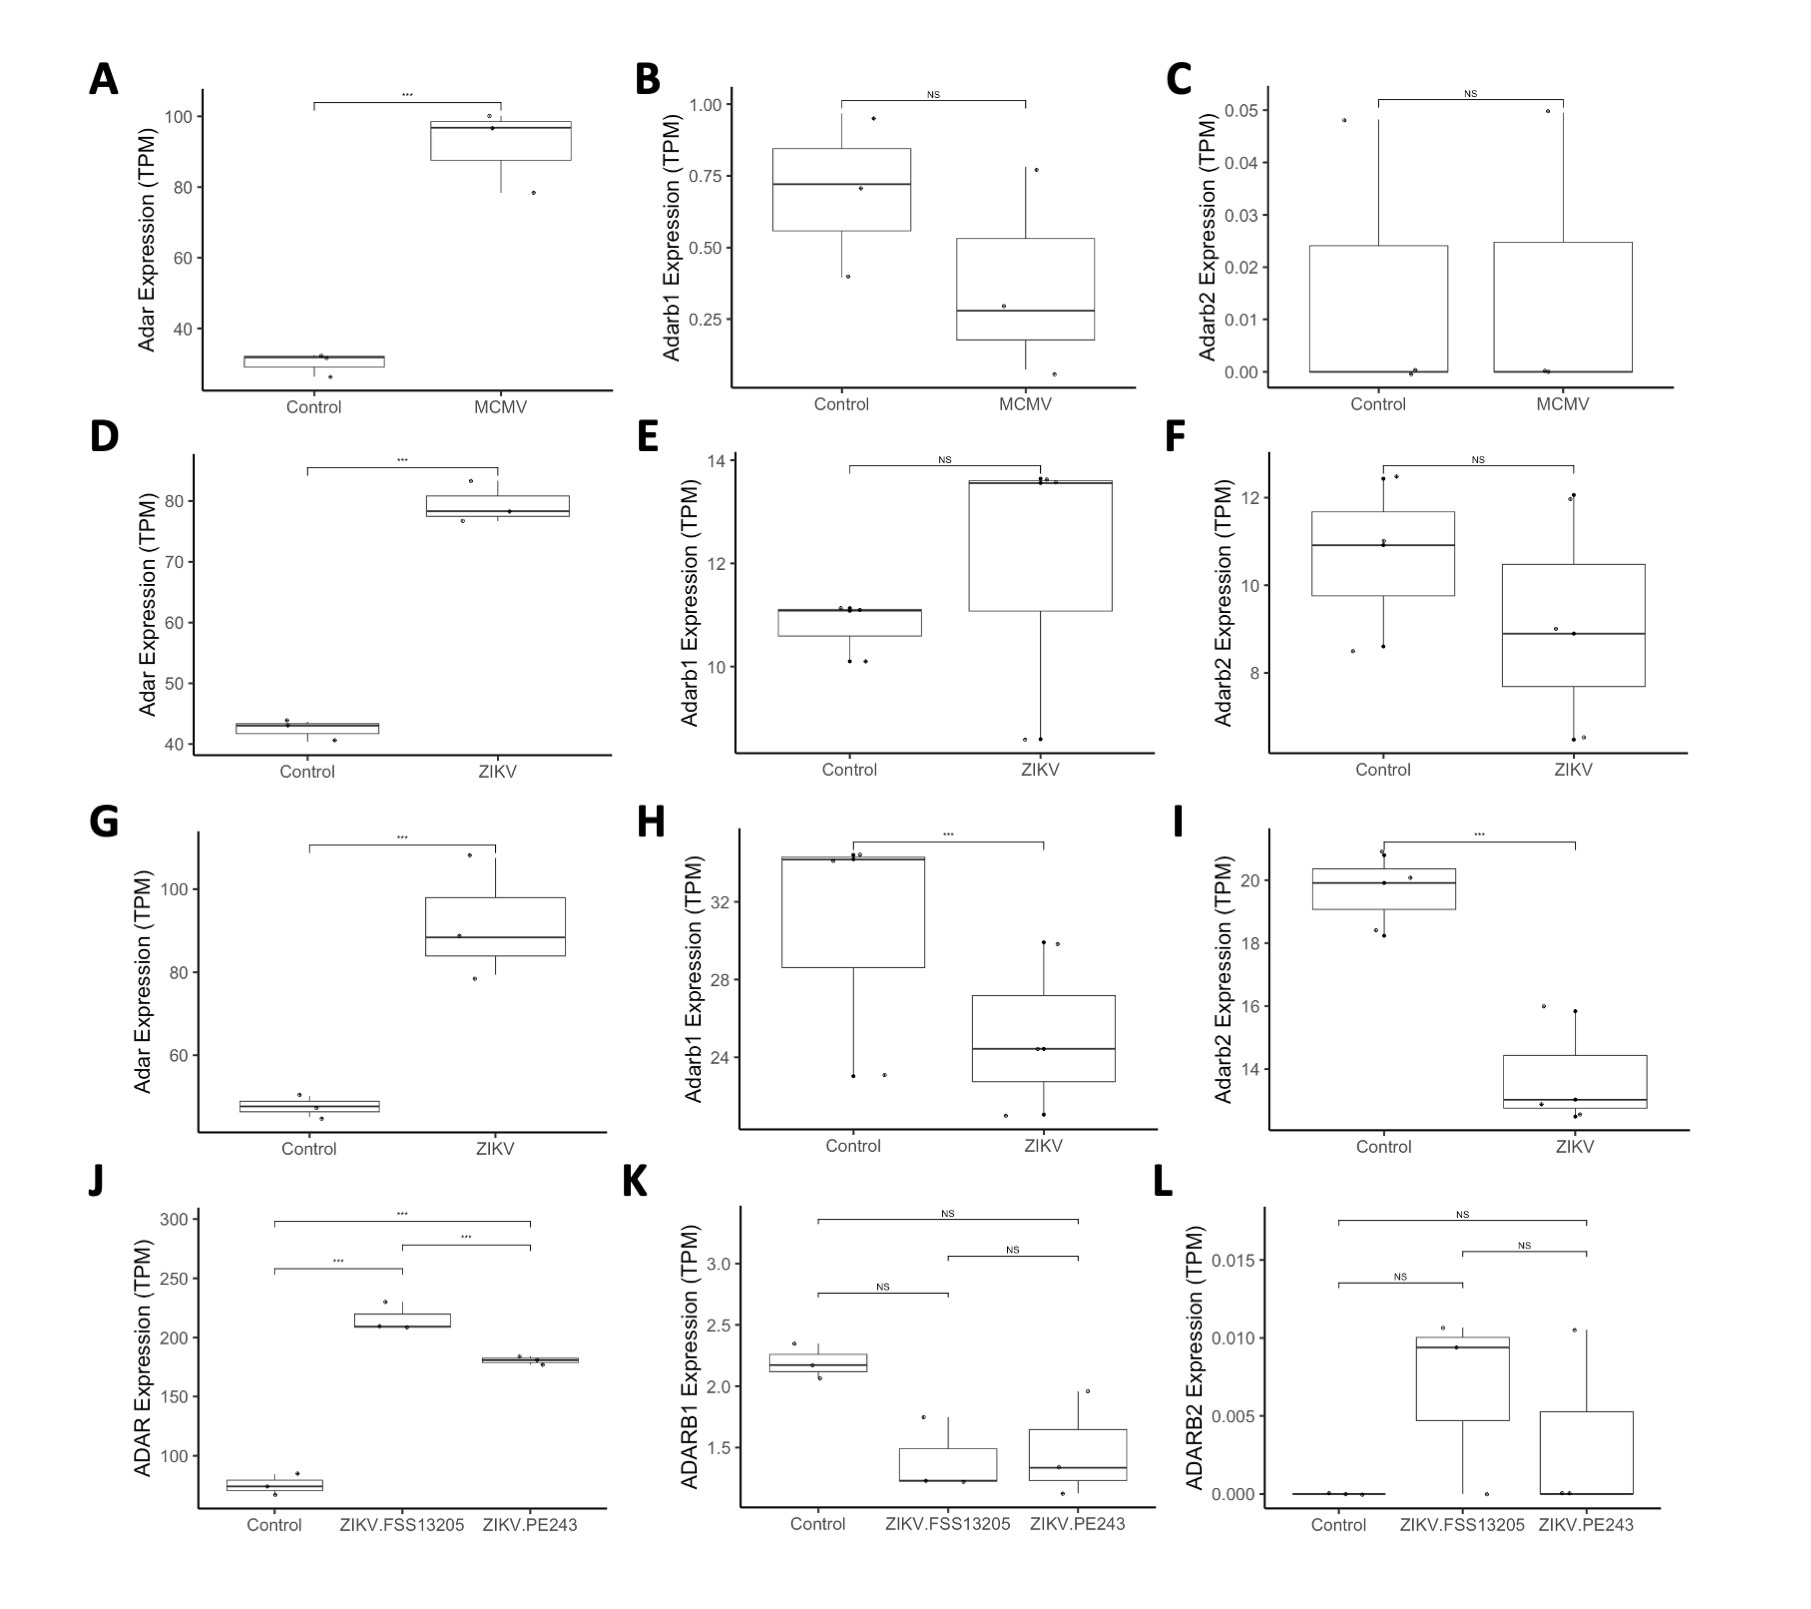 A
Adar Expression (TPM)
100
80
60
40
***
Control
MCMV
B
Adarb1 Expression (TPM)
1.00
0.75
0.50
0.25
NS
Control
MCMV
C
Adarb2 Expression (TPM)
0.05
0.04
0.03
0.02
0.01
0.00
NS
Control
MCMV
D
Adar Expression (TPM)
80
70
60
50
40
***
Control
ZIKV
E
Adarb1 Expression (TPM)
14
12
10
NS
Control
ZIKV
F
Adarb2 Expression (TPM)
12
10
8
NS
Control
ZIKV
G
Adar Expression (TPM)
100
80
60
***
Control
ZIKV
H
Adarb1 Expression (TPM)
32
28
24
***
Control
ZIKV
I
Adarb2 Expression (TPM)
20
18
16
14
***
Control
ZIKV
J
ADAR Expression (TPM)
300
250
200
150
100
***
***
***
Control
ZIKV.FSS13205
ZIKV.PE243
K
ADARB1 Expression (TPM)
3.0
2.5
2.0
1.5
NS
NS
NS
Control
ZIKV.FSS13205
ZIKV.PE243
L
ADARB2 Expression (TPM)
0.015
0.010
0.005
0.000
NS
NS
NS
Control
ZIKV.FSS13205
ZIKV.PE243